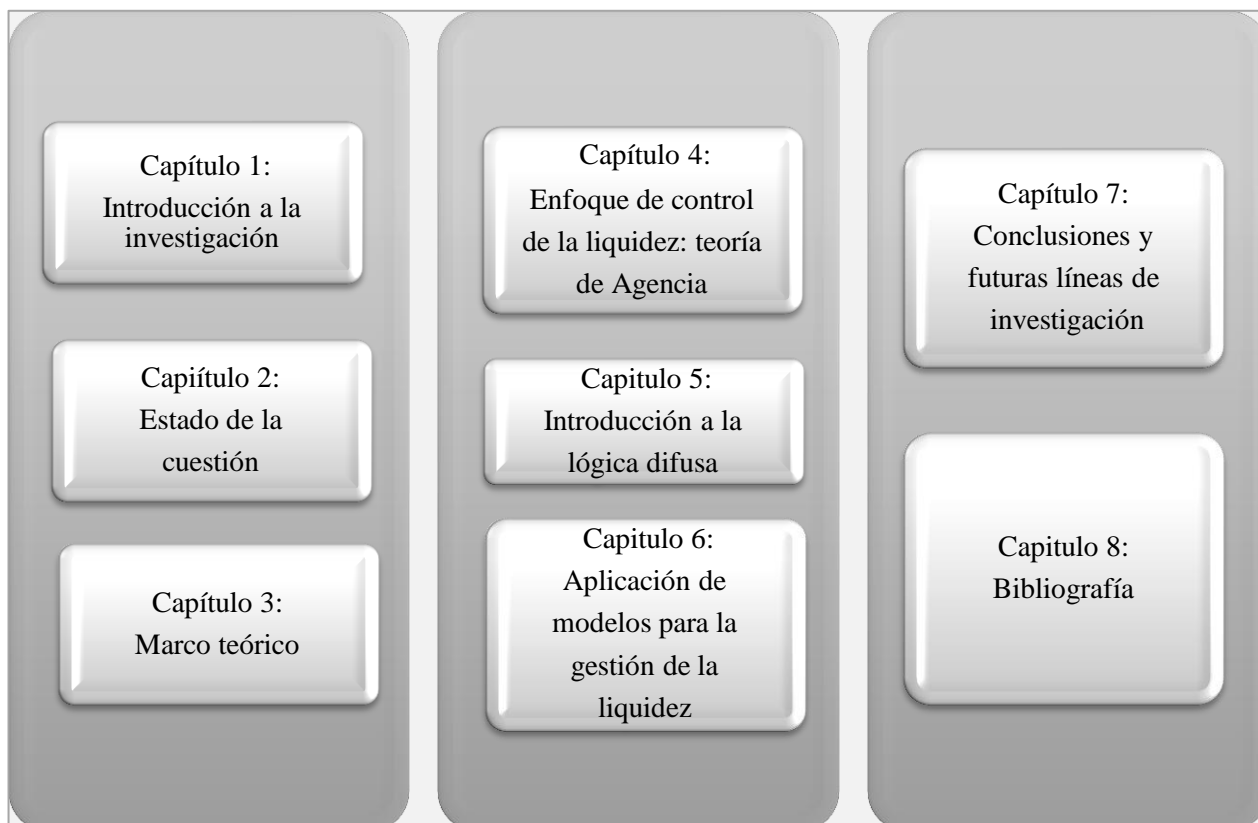 Capítulo 1:
Introducción a la
investigación
Capiítulo 2:
Estado de la
cuestión
Capítulo 3:
Marco teórico
Capítulo 4:
Enfoque de control
de la liquidez: teoría
de Agencia
Capitulo 5:
Introducción a la
lógica difusa
Capitulo 6:
Aplicación de
modelos para la
gestión de la
liquidez
Capítulo 7:
Conclusiones y
futuras líneas de
investigación
Capitulo 8:
Bibliografía